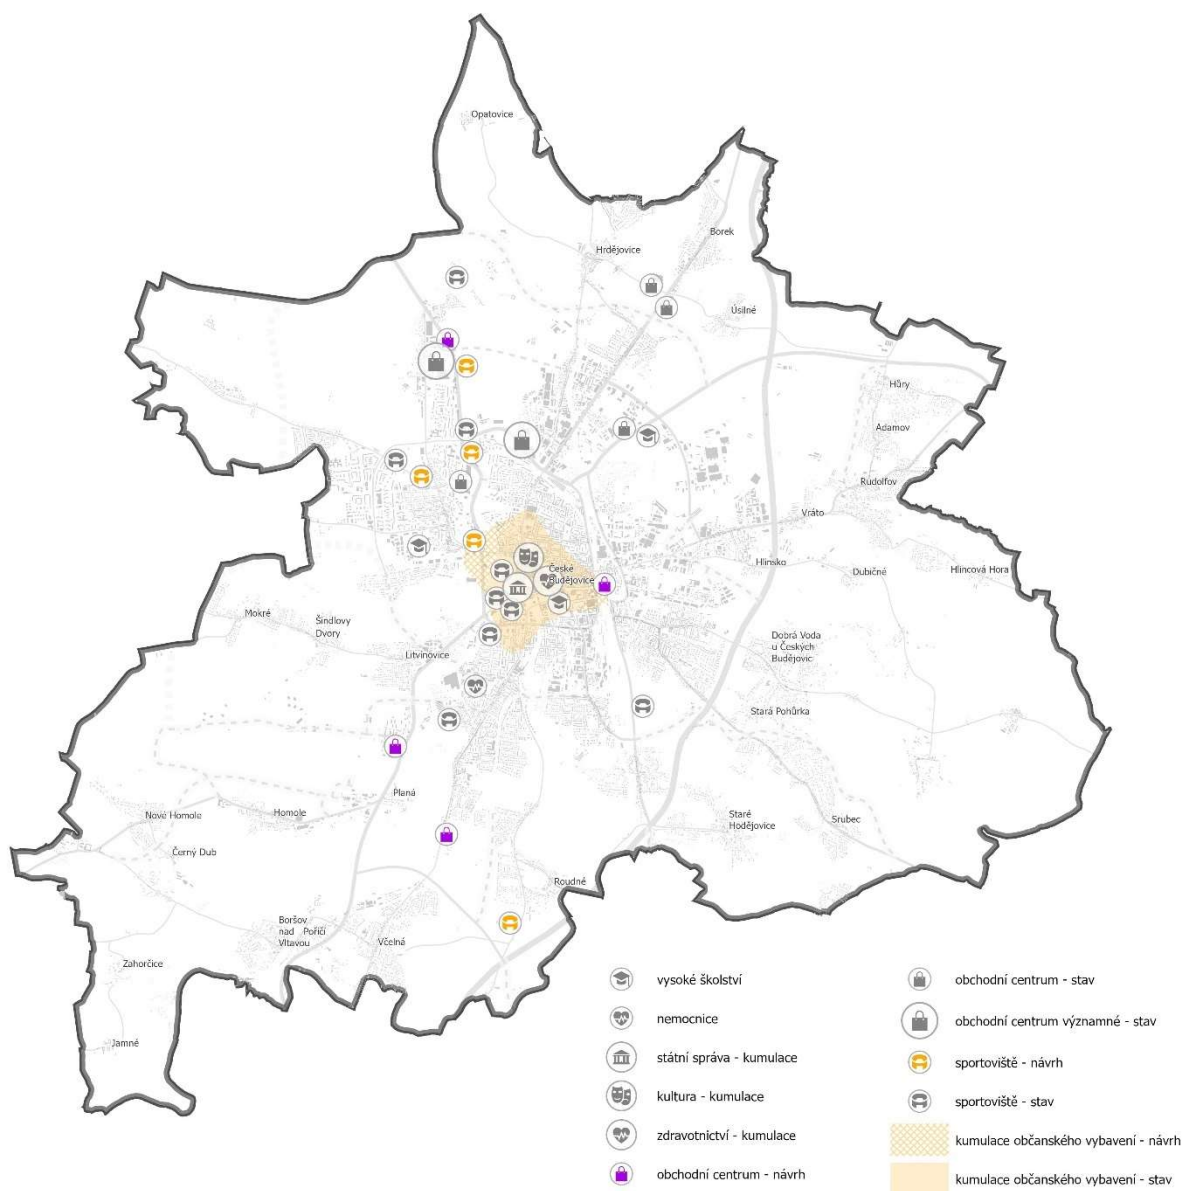 Opatovice
Borek
Hrdějovice
Úsilné
Hůry
Adamov
Rudolfov
Vráto
České
Budějovice
Hlinsko
Dubičné
Hlincová Hora
Mokré
Šindlovy
Dvory
Litvínovice
Dobrá Voda
u Českých
Budějovic
Stará Pohůrka
Planá
Nové Homole
Homole
Staré
Hodějovice
Srubec
Černý Dub
Roudné
Boršov
nad Poříčí
Vltavou
Včelná
Zahorčice
Jamné
vysoké školství
nemocnice
státní správa - kumulace
kultura - kumulace
zdravotnictví - kumulace
obchodní centrum - návrh
obchodní centrum - stav
obchodní centrum významné - stav
sportoviště - návrh
sportoviště - stav
kumulace občanského vybavení - návrh
kumulace občanského vybavení - stav